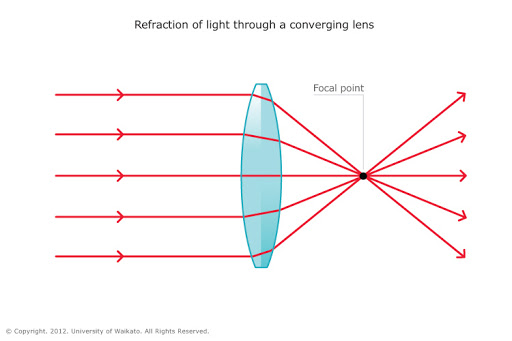 Refraction of light through a converging lens
Focal point
© Copyright. 2012. University of Waikato. All Rights Reserved.